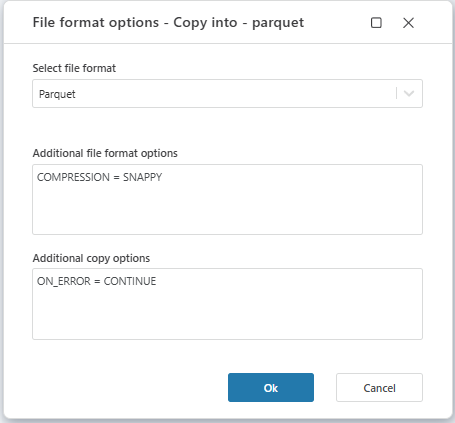 File format options - Copy into - parquet
Select file format
Parquet
Additional file format options
COMPRESSION = SNAPPY
Additional copy options
ON_ERROR = CONTINUE
Ok Cancel